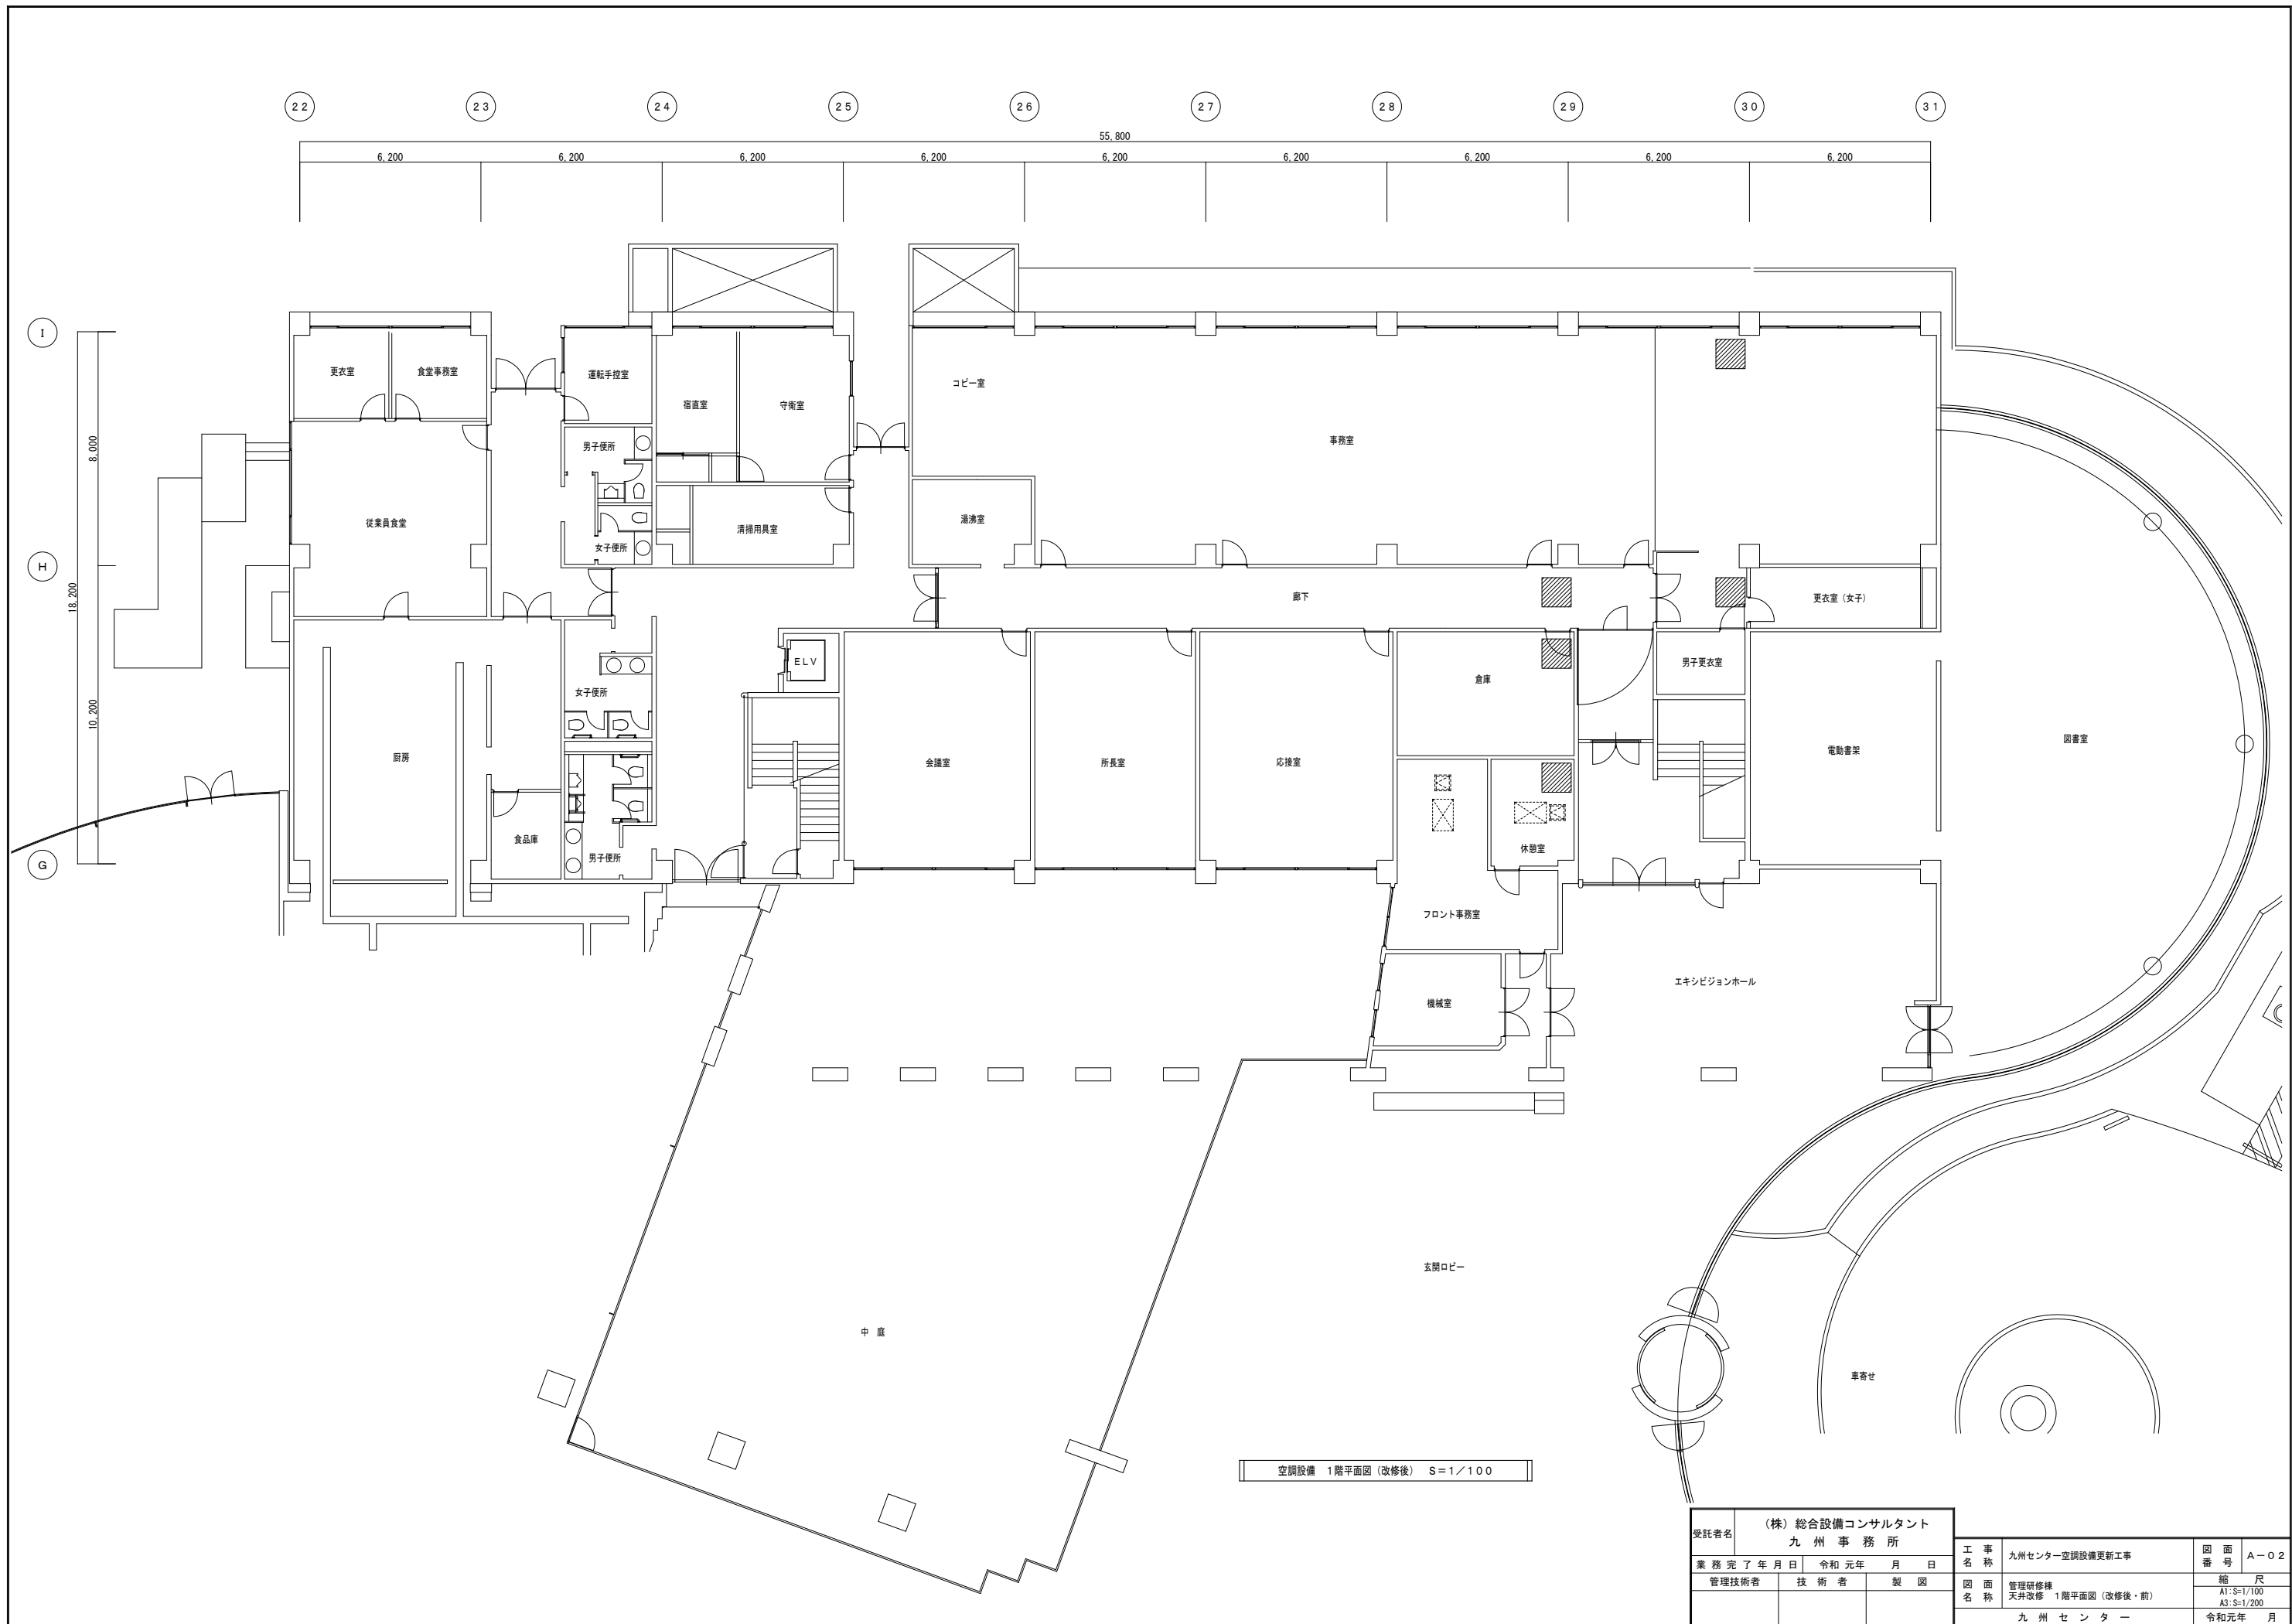 22 23 24 25 26 27 28 29 30 31
55,800
6,200 6,200 6,200 6,200 6,200 6,200 6,200 6,200 6,200
I
H
G
8,000
18,200
10,200
更衣室
食堂事務室
運転手控室
宿直室
守衛室
コピー室
事務室
男子便所
従業員食堂
女子便所
清掃用具室
湯沸室
廊下
更衣室(女子)
ELV
女子便所
倉庫
男子更衣室
厨房
会議室
所長室
応接室
電動書架
図書室
食品庫
男子便所
休憩室
フロント事務室
機械室
エキシビジョンホール
玄関ロビー
中 庭
車寄せ
空調設備 1階平面図(改修後) S=1/100
受託者名
(株)総合設備コンサルタント
九 州 事 務 所
業務完了年月日
令和 元年 月 日
管理技術者
技 術 者
製 図
工 事
名 称
九州センター空調設備更新工事
図 面
番 号
A-02
図 面
名 称
管理研修棟
天井改修 1階平面図(改修後・前)
縮 尺
A1:S=1/100
A3:S=1/200
九 州 セ ン タ ー
令和元年 月